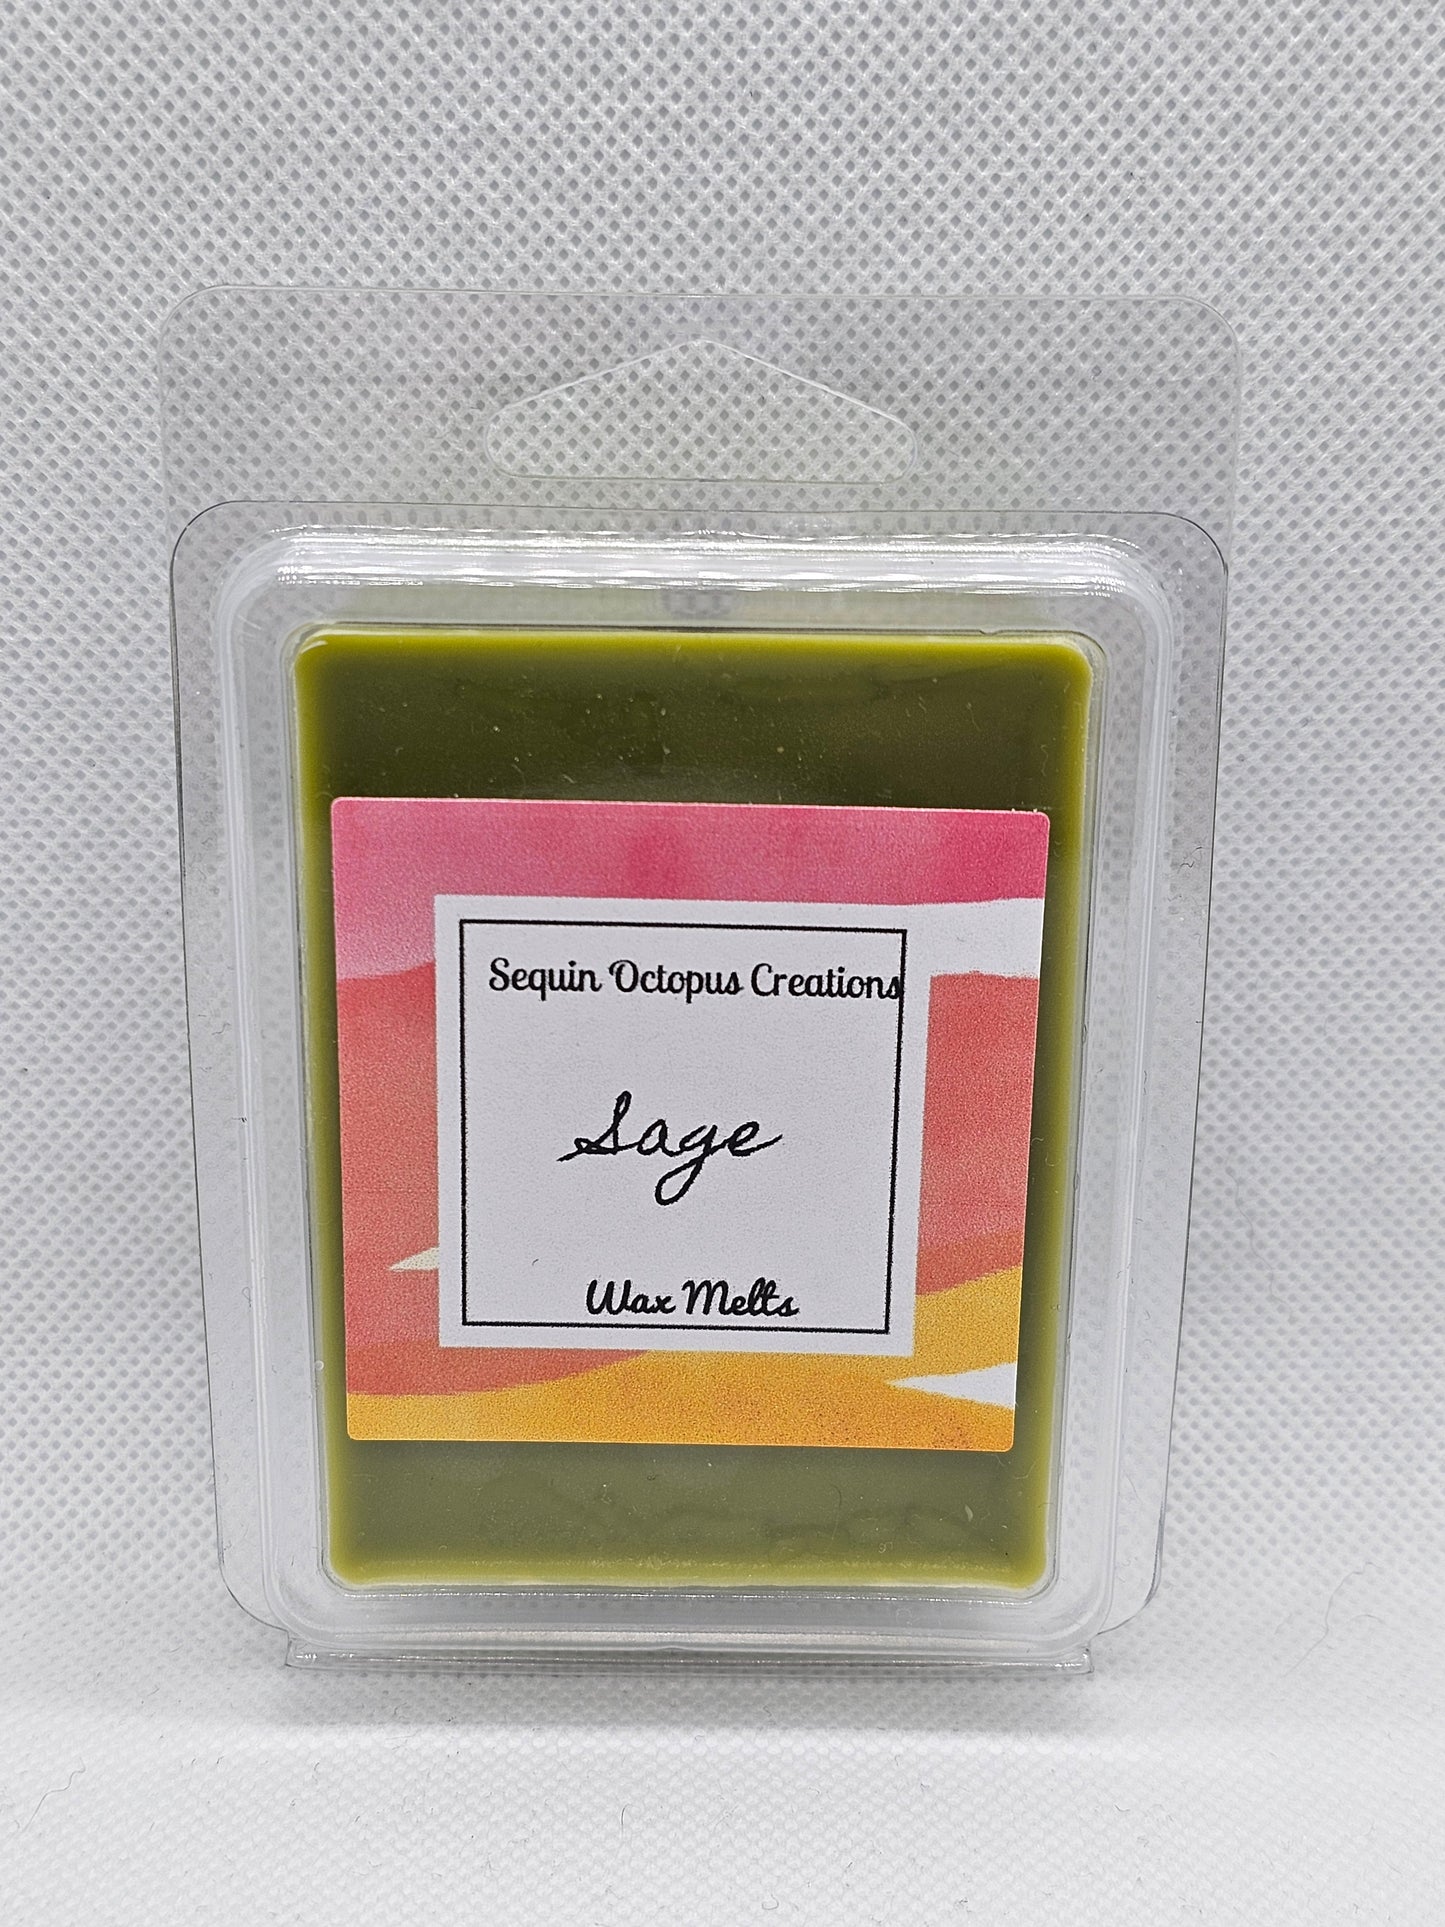 Sequin Octopus Creations
Sage
Wax Melts